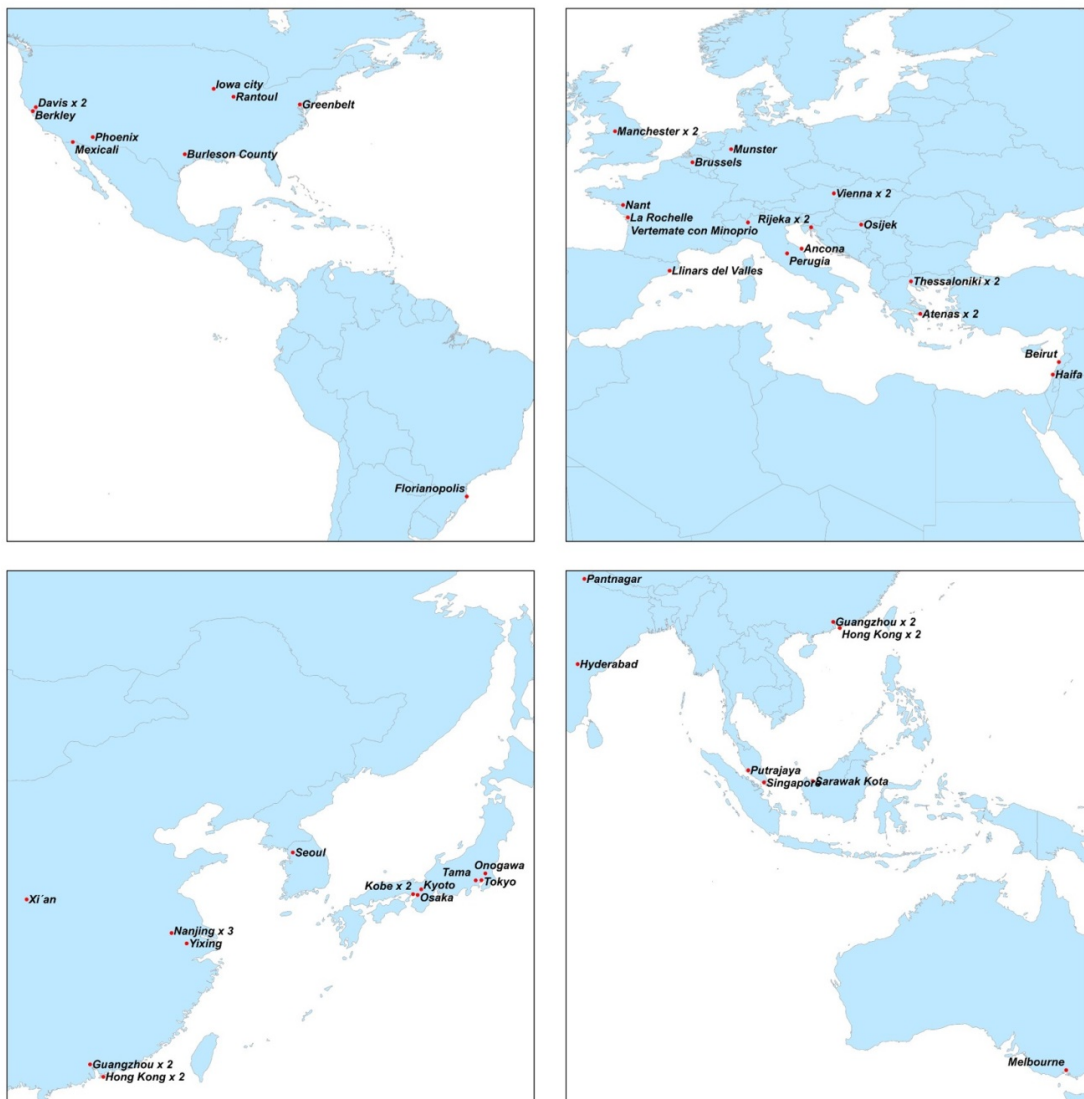 Iowa city
Rantoul
Davis x 2
Berkley
Greenbelt
Phoenix
Mexicali
Burleson County
Florianopolis
Manchester x 2
Munster
Brussels
Vienna x 2
Nant
La Rochelle
Rijeka x 2
Osijek
Vertemate con Minoprio
Ancona
Perugia
Llinars del Valles
Thessaloniki x 2
Atenas x 2
Beirut
Haifa
Seoul
Onogawa
Tama
Tokyo
Kobe x 2
Kyoto
Osaka
Xi´an
Nanjing x 3
Yixing
Guangzhou x 2
Hong Kong x 2
Pantnagar
Guangzhou x 2
Hong Kong x 2
Hyderabad
Putrajaya
Singapore
Sarawak Kota
Melbourne